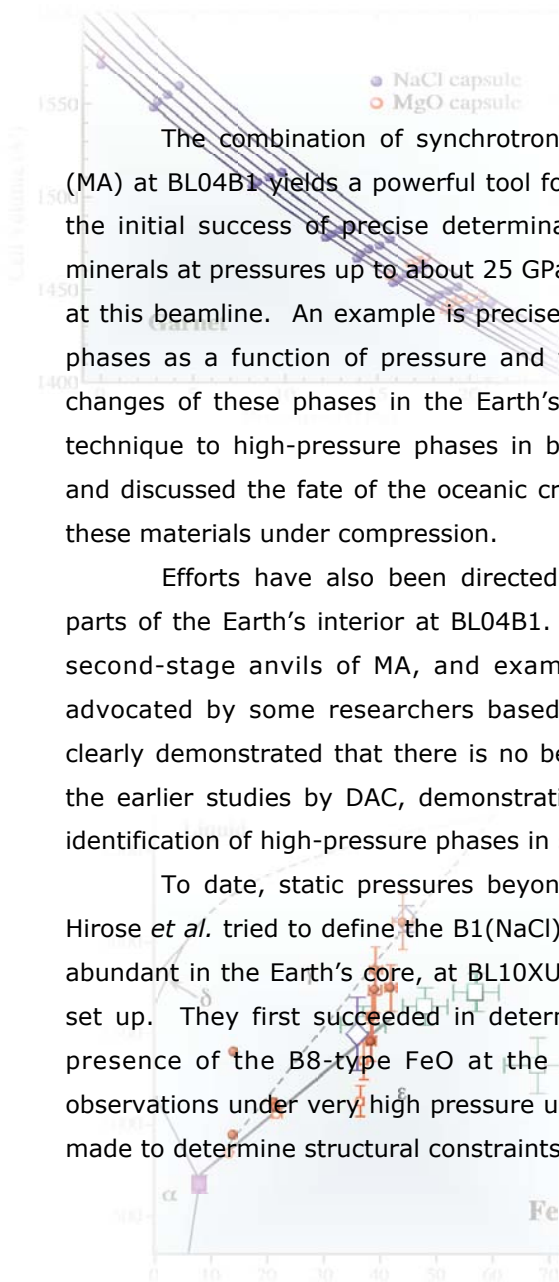 NaCl capsule
MgO capsule
1550
The combination of synchrotron
(MA) at BL04B1 yields a powerful tool fo
1500
the initial success of precise determina
minerals at pressures up to about 25 GPa
1450
at this beamline. An example is precise
Garnet
phases as a function of pressure and
1400
changes of these phases in the Earth's
technique to high-pressure phases in b
and discussed the fate of the oceanic cr
these materials under compression.
Efforts have also been directed
parts of the Earth's interior at BL04B1.
second-stage anvils of MA, and exam
advocated by some researchers based
clearly demonstrated that there is no be
the earlier studies by DAC, demonstrati
Liquid
identification of high-pressure phases in
To date, static pressures beyon
Hirose et al. tried to define the B1(NaCl)
abundant in the Earth's core, at BL10XU
δ
set up. They first succeeded in determ
presence of the B8-type FeO at the
ε
observations under very high pressure u
made to determine structural constraints
α
Fe
0 10 20 30 40 50 60 70